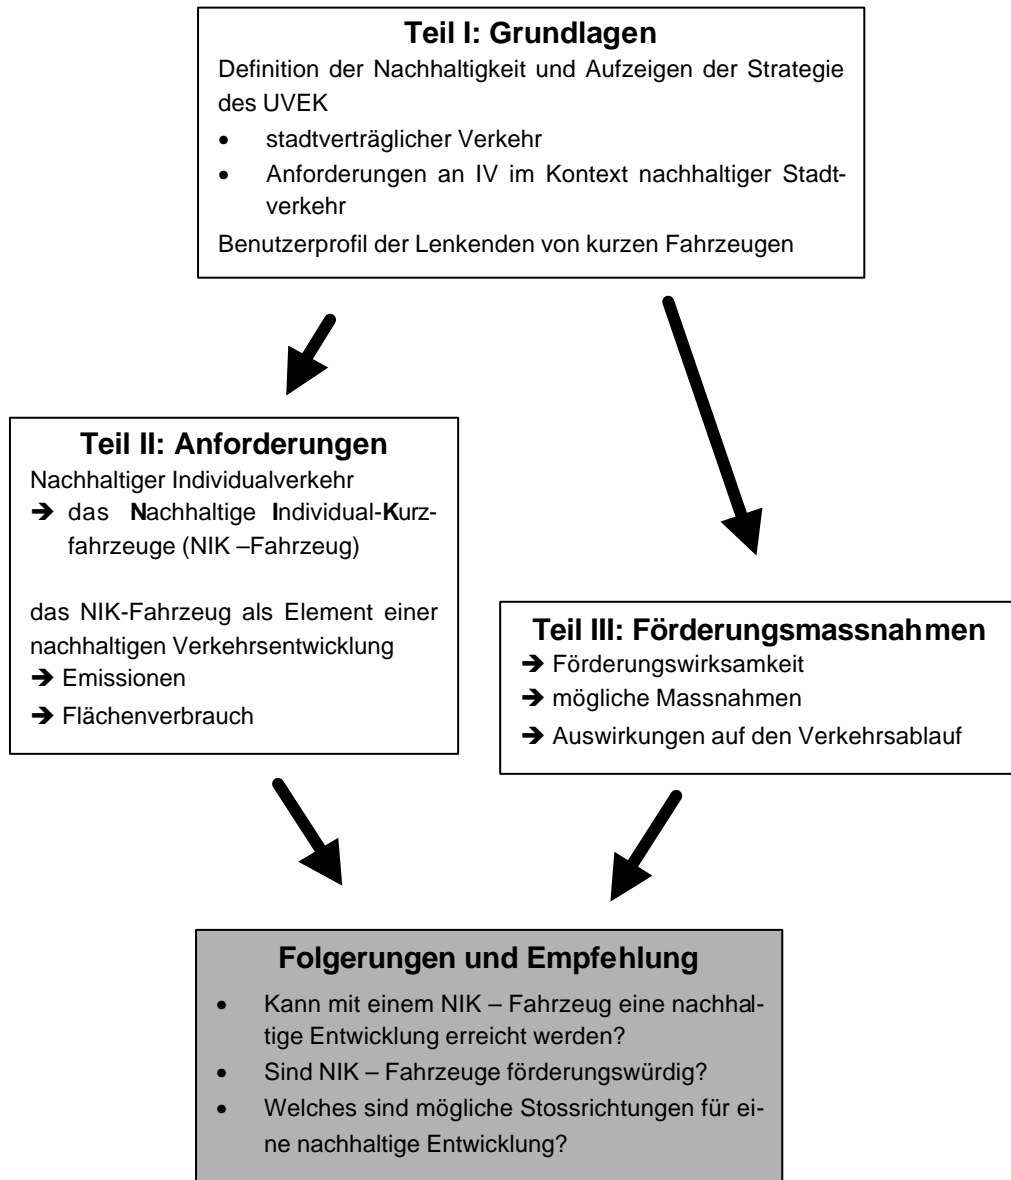 Teil I: Grundlagen
Definition der Nachhaltigkeit und Aufzeigen der Strategie
des UVEK
• stadtverträglicher Verkehr
• Anforderungen an IV im Kontext nachhaltiger Stadt-
verkehr
Benutzerprofil der Lenkenden von kurzen Fahrzeugen
Teil II: Anforderungen
Nachhaltiger Individualverkehr
➔ das Nachhaltige Individual-Kurz-
fahrzeuge (NIK –Fahrzeug)
das NIK-Fahrzeug als Element einer
nachhaltigen Verkehrsentwicklung
➔ Emissionen
➔ Flächenverbrauch
Teil III: Förderungsmassnahmen
➔ Förderungswirksamkeit
➔ mögliche Massnahmen
➔ Auswirkungen auf den Verkehrsablauf
Folgerungen und Empfehlung
• Kann mit einem NIK – Fahrzeug eine nachhal-
tige Entwicklung erreicht werden?
• Sind NIK – Fahrzeuge förderungswürdig?
• Welches sind mögliche Stossrichtungen für ei-
ne nachhaltige Entwicklung?